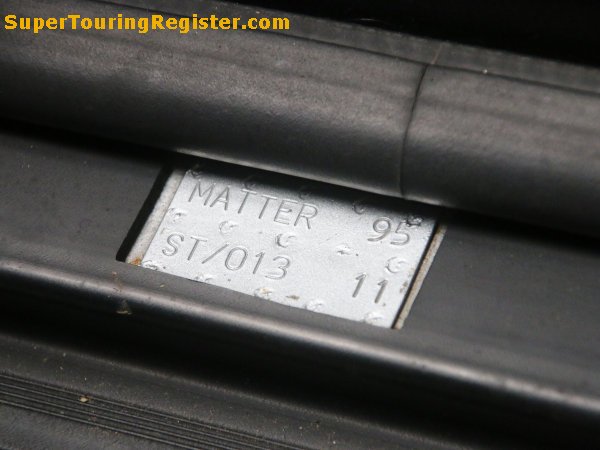 SuperTouringRegister.com
MATTER 95
ST/013 11